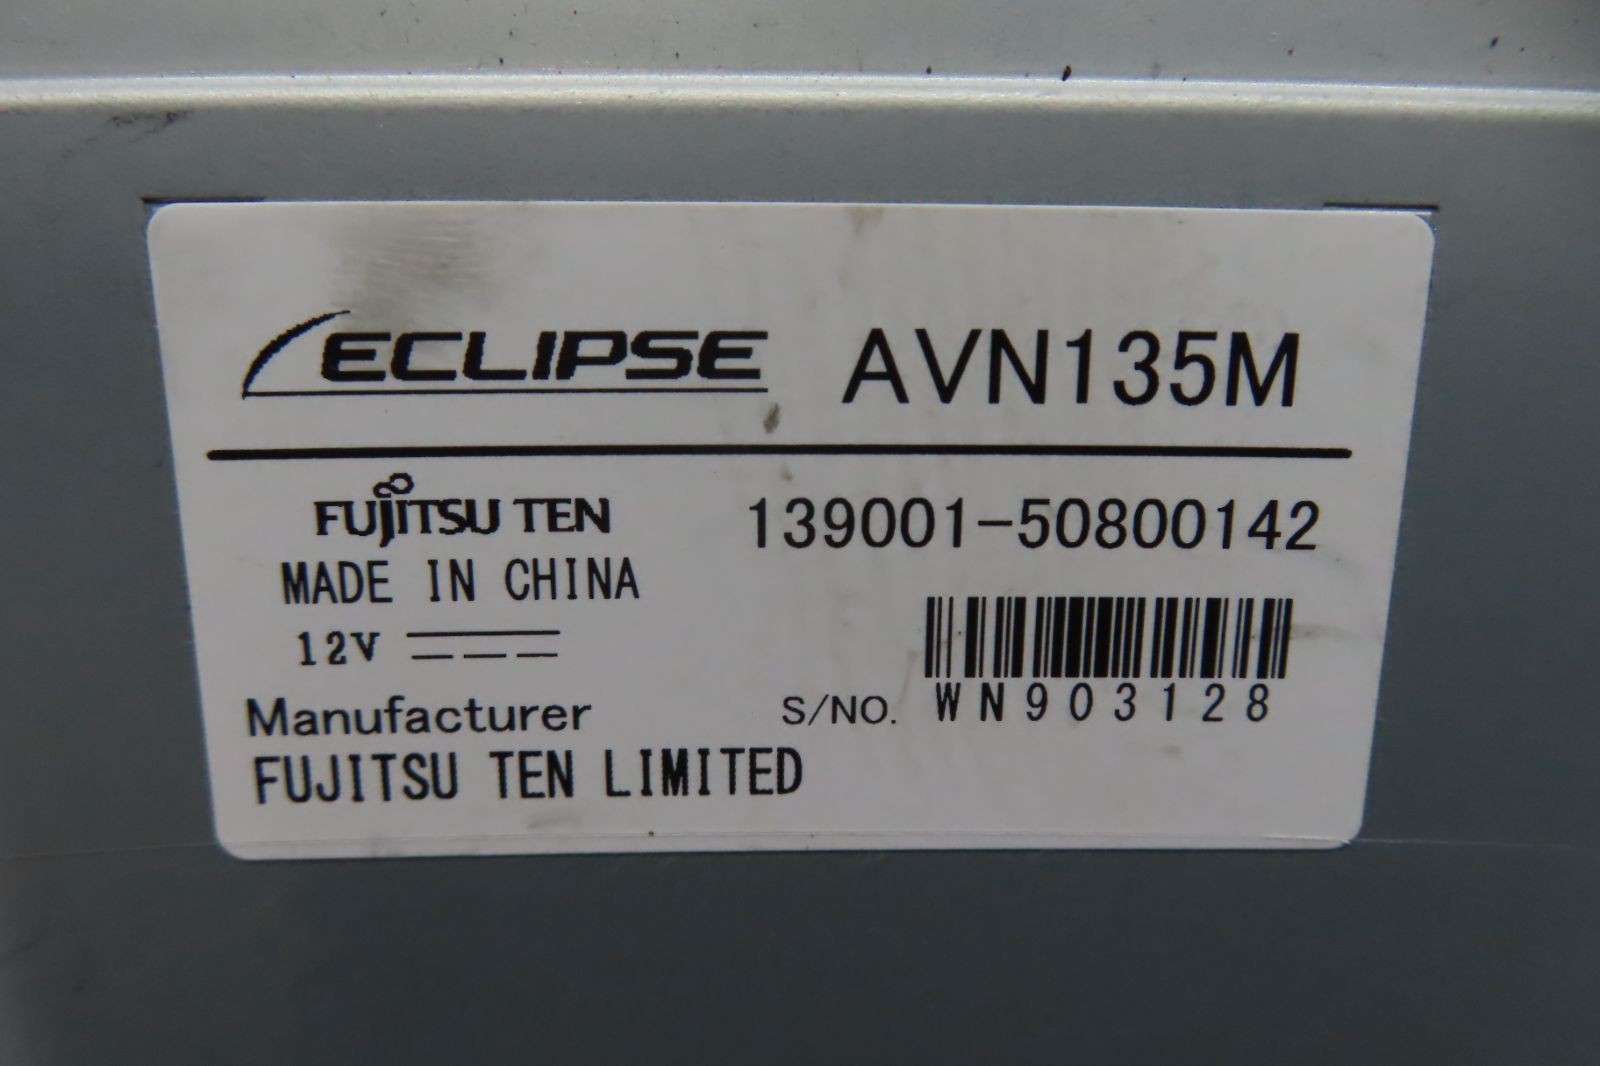 ECLIPSE AVN135M
FUJITSU TEN 139001-50800142
MADE IN CHINA
12V
S/NO. WN903128
Manufacturer
FUJITSU TEN LIMITED